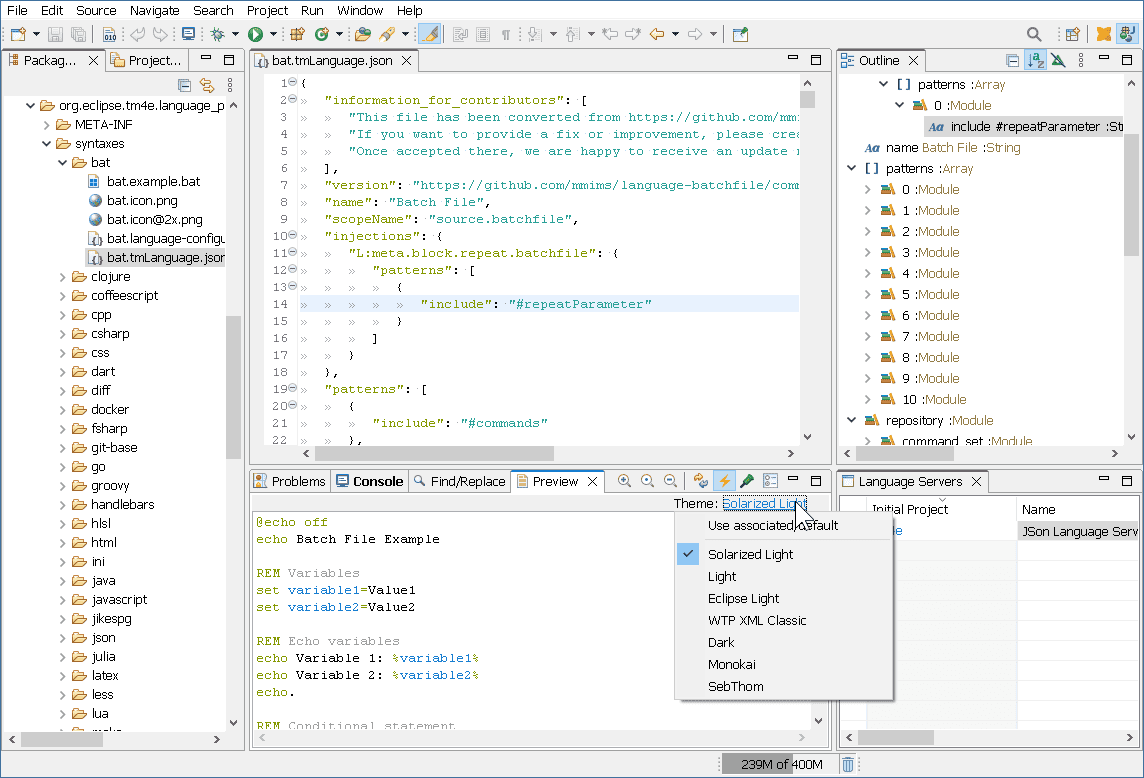 File Edit Source Navigate Search Project Run Window Help
Packag...
Project...
org.eclipse.tm4e.language_p
META-INF
syntaxes
bat
bat.example.bat
bat.icon.png
bat.icon@2x.png
bat.language-configu
bat.tmLanguage.json
clojure
coffeescript
cpp
csharp
css
dart
diff
docker
fsharp
git-base
go
groovy
handlebars
hlsl
html
ini
java
javascript
jikespg
json
julia
latex
less
lua
make
bat.tmLanguage.json
1 {
2 » "information_for_contributors": [
3 » » "This file has been converted from https://github.com/mm
4 » » "If you want to provide a fix or improvement, please crea
5 » » "Once accepted there, we are happy to receive an update r
6 » ],
7 » "version": "https://github.com/mmims/language-batchfile/com
8 » "name": "Batch File",
9 » "scopeName": "source.batchfile",
10 » "injections": {
11 » » "L:meta.block.repeat.batchfile": {
12 » » » "patterns": [
13 » » » » {
14 » » » » » "include": "#repeatParameter"
15 » » » » }
16 » » » ]
17 » » }
18 » },
19 » "patterns": [
20 » » {
21 » » » "include": "#commands"
22 » » },
Outline
patterns :Array
0 :Module
include #repeatParameter :St
name Batch File :String
patterns :Array
0 :Module
1 :Module
2 :Module
3 :Module
4 :Module
5 :Module
6 :Module
7 :Module
8 :Module
9 :Module
10 :Module
repository :Module
command_set :Module
Problems
Console
Find/Replace
Preview
Theme: Solarized Light
@echo off
echo Batch File Example
REM Variables
set variable1=Value1
set variable2=Value2
REM Echo variables
echo Variable 1: %variable1%
echo Variable 2: %variable2%
echo.
REM Conditional statement
Use associated default
Solarized Light
Light
Eclipse Light
WTP XML Classic
Dark
Monokai
SebThom
Language Servers
Initial Project
Name
JSon Language Serv
239M of 400M